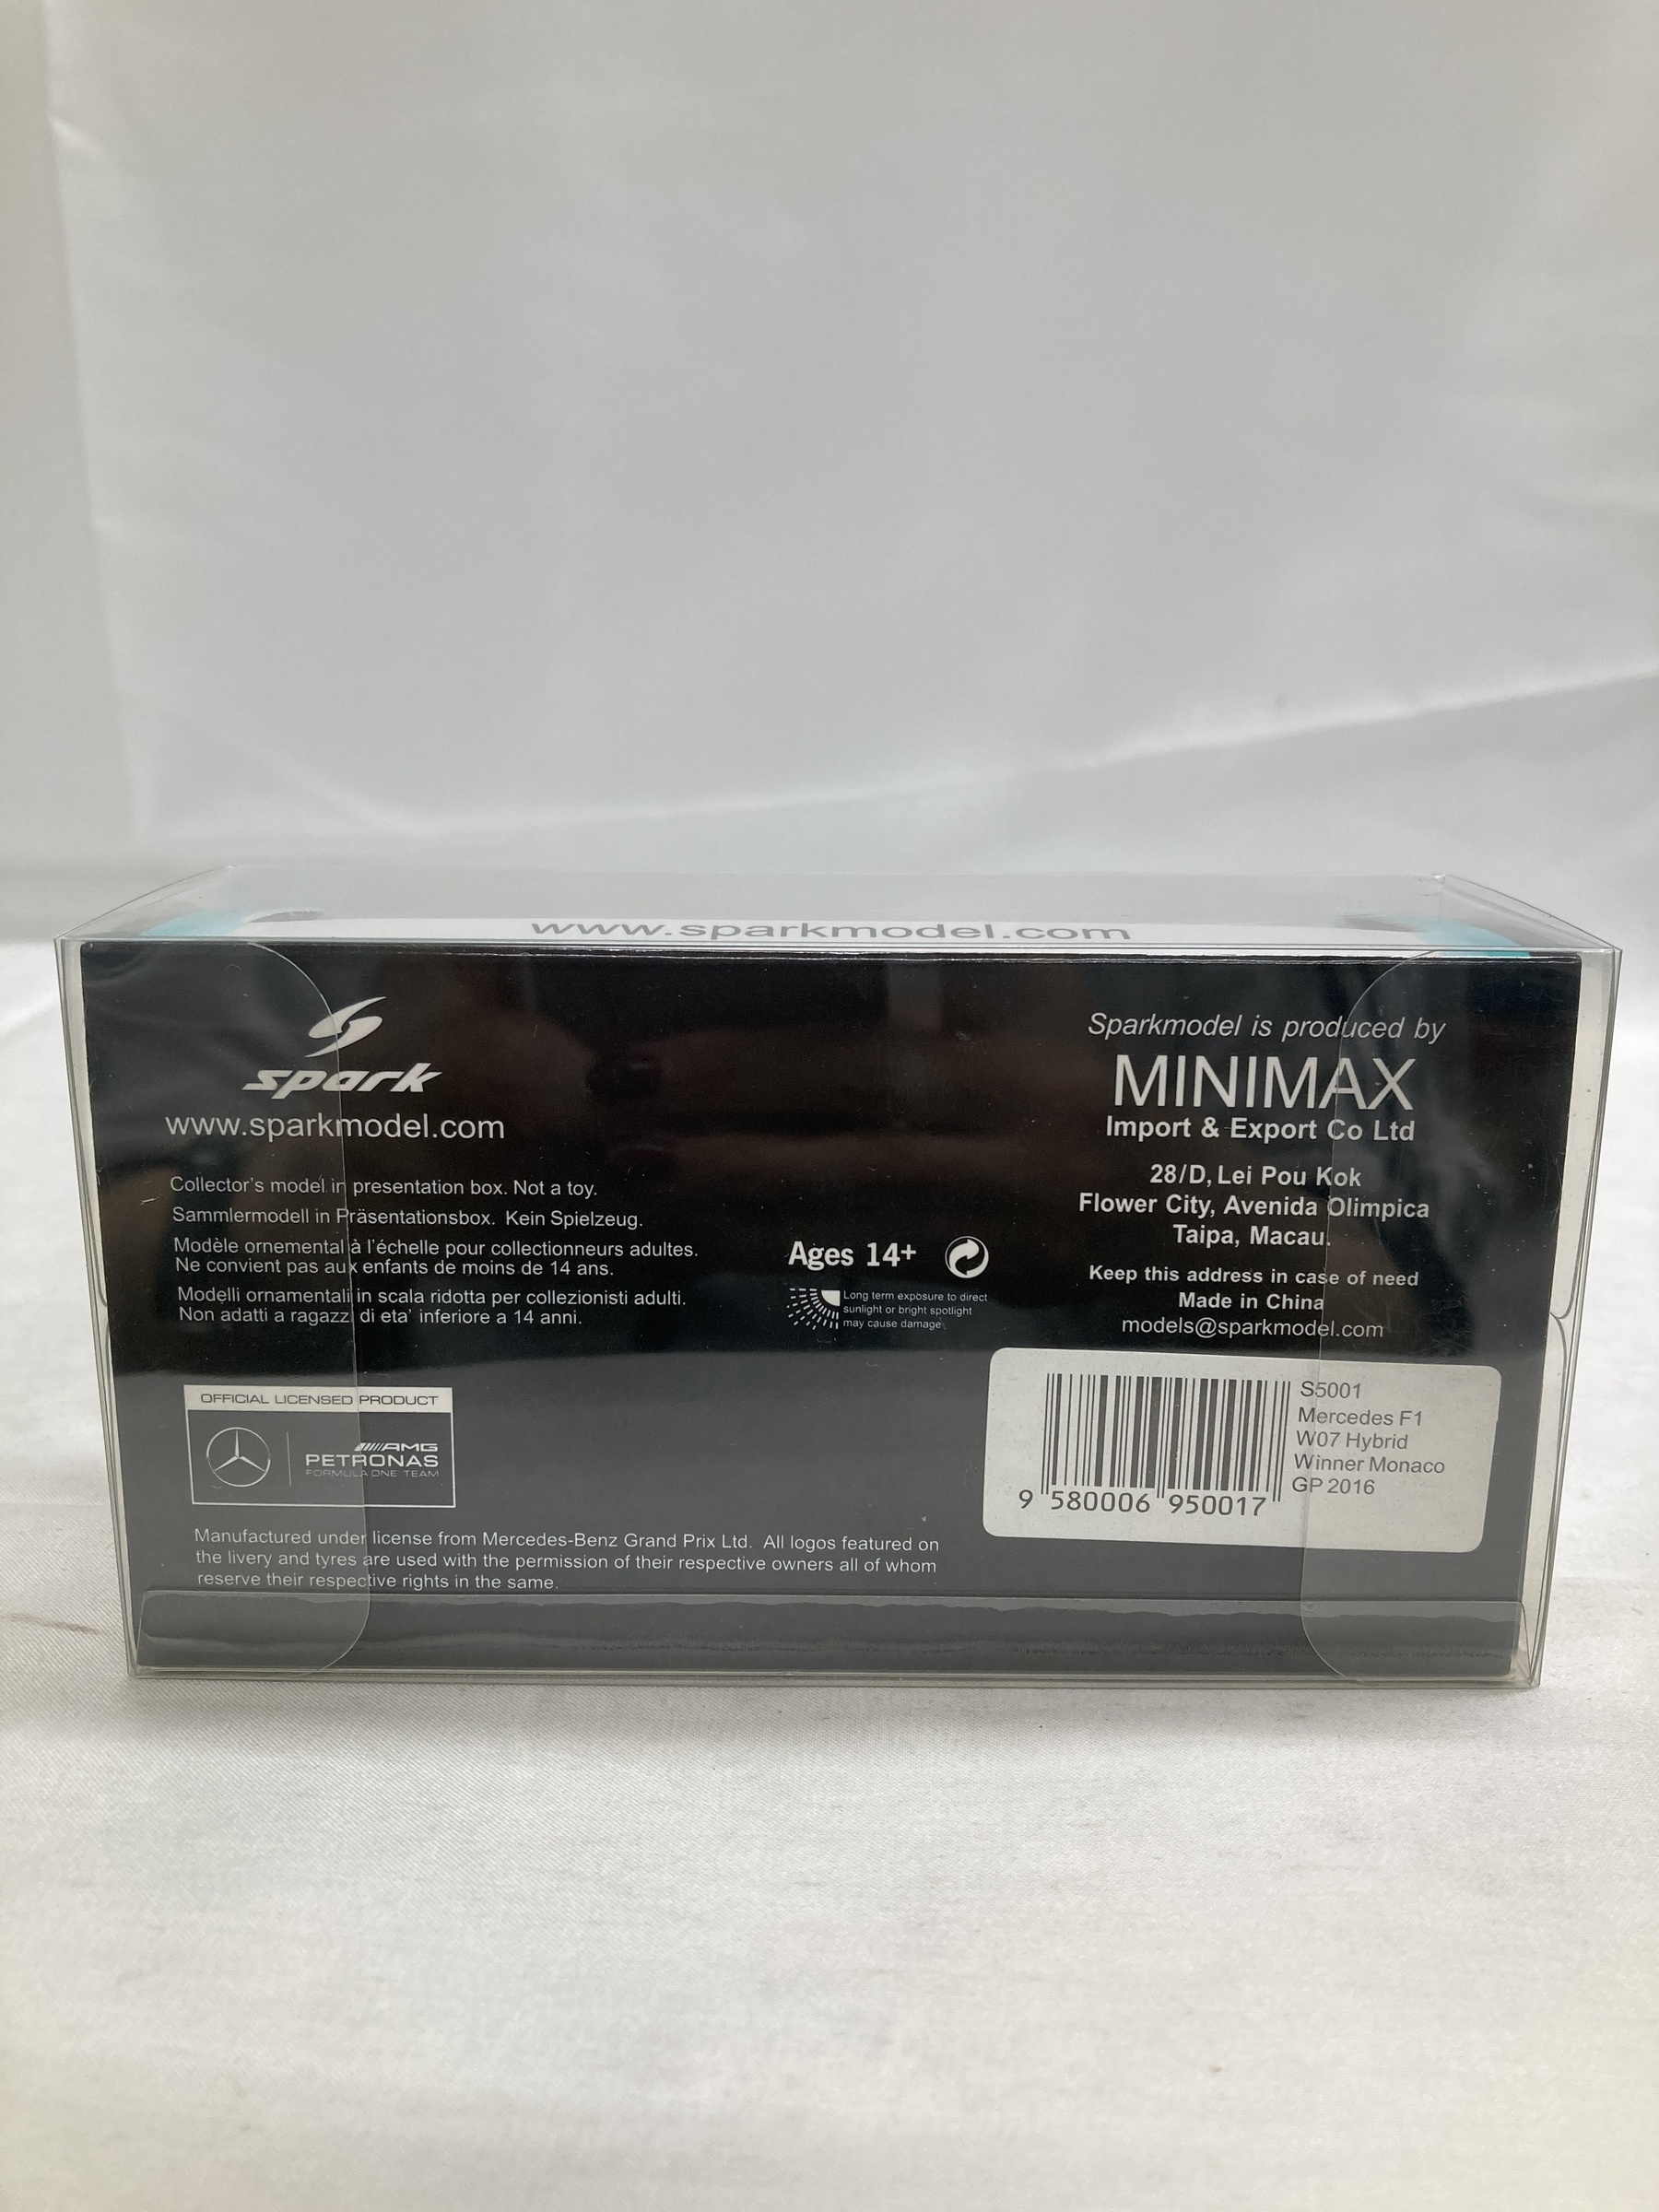 www.sparkmodel.com
spark
www.sparkmodel.com
Collector's model in presentation box. Not a toy.
Sammlermodell in Präsentationsbox. Kein Spielzeug.
Modèle ornemental à l'échelle pour collectionneurs adultes.
Ne convient pas aux enfants de moins de 14 ans.
Modelli ornamentali in scala ridotta per collezionisti adulti.
Non adatti a ragazzi di eta' inferiore a 14 anni.
Ages 14+
Long term exposure to direct
sunlight or bright spotlight
may cause damage
Sparkmodel is produced by
MINIMAX
Import & Export Co Ltd
28/D, Lei Pou Kok
Flower City, Avenida Olimpica
Taipa, Macau.
Keep this address in case of need
Made in China
models@sparkmodel.com
OFFICIAL LICENSED PRODUCT
AMG
PETRONAS
FORMULA ONE TEAM
S5001
Mercedes F1
W07 Hybrid
Winner Monaco
GP 2016
9 580006 950017
Manufactured under license from Mercedes-Benz Grand Prix Ltd. All logos featured on
the livery and tyres are used with the permission of their respective owners all of whom
reserve their respective rights in the same.